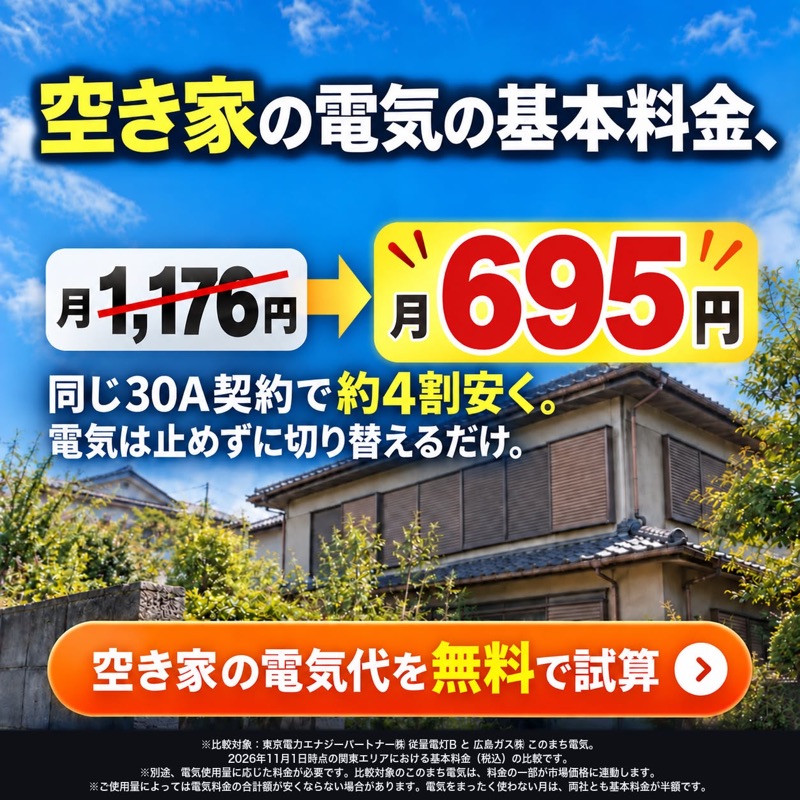 空き家の電気の基本料金、
月1,176円
月695円
同じ30A契約で約4割安く。
電気は止めずに切り替えるだけ。
空き家の電気代を無料で試算
※比較対象：東京電力エナジーパートナー㈱ 従量電灯B と 広島ガス㈱ このまち電気。
2026年11月1日時点の関東エリアにおける基本料金（税込）の比較です。
※別途、電気使用量に応じた料金が必要です。比較対象のこのまち電気は、料金の一部が市場価格に連動します。
※ご使用量によっては電気料金の合計額が安くならない場合があります。電気をまったく使わない月は、両社とも基本料金が半額です。